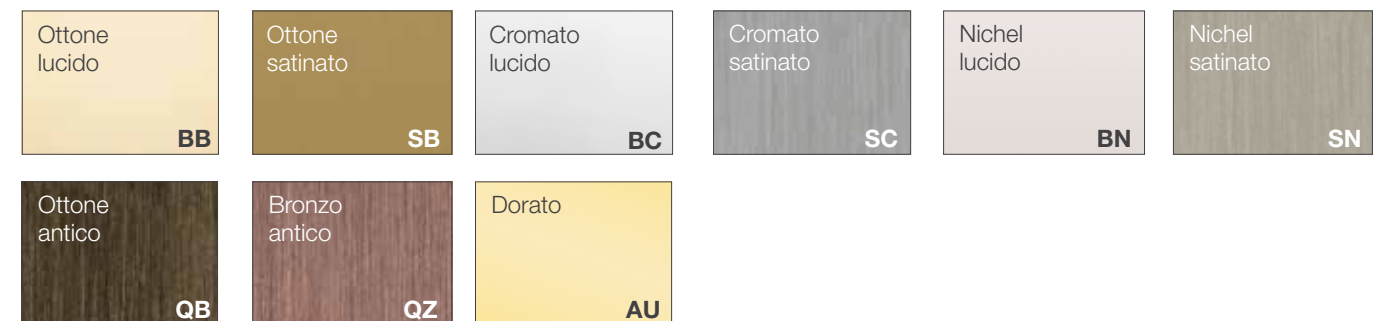 Ottone
lucido
BB
Ottone
satinato
SB
Cromato
lucido
BC
Cromato
satinato
SC
Nichel
lucido
BN
Nichel
satinato
SN
Ottone
antico
QB
Bronzo
antico
QZ
Dorato
AU